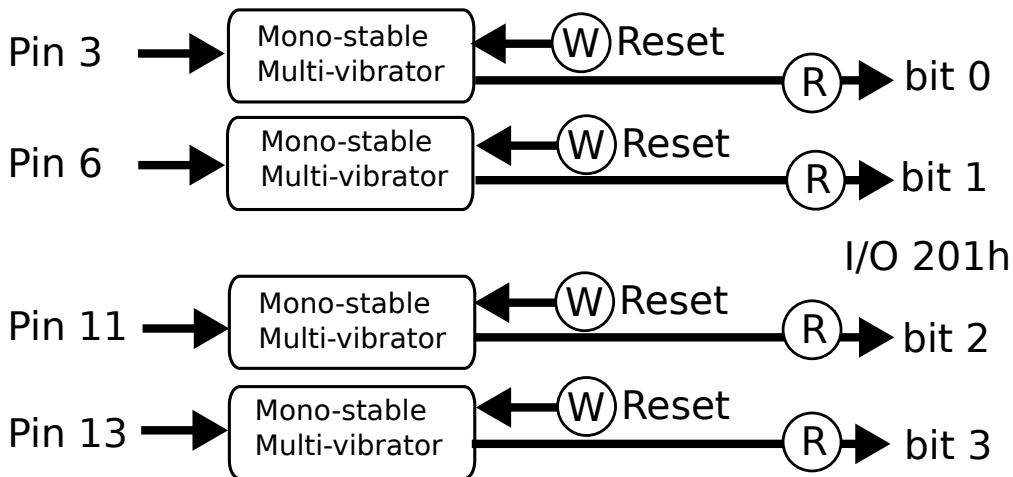 Pin 3
Mono-stable
Multi-vibrator
W Reset
R
bit 0
Pin 6
Mono-stable
Multi-vibrator
W Reset
R
bit 1
I/O 201h
Pin 11
Mono-stable
Multi-vibrator
W Reset
R
bit 2
Pin 13
Mono-stable
Multi-vibrator
W Reset
R
bit 3